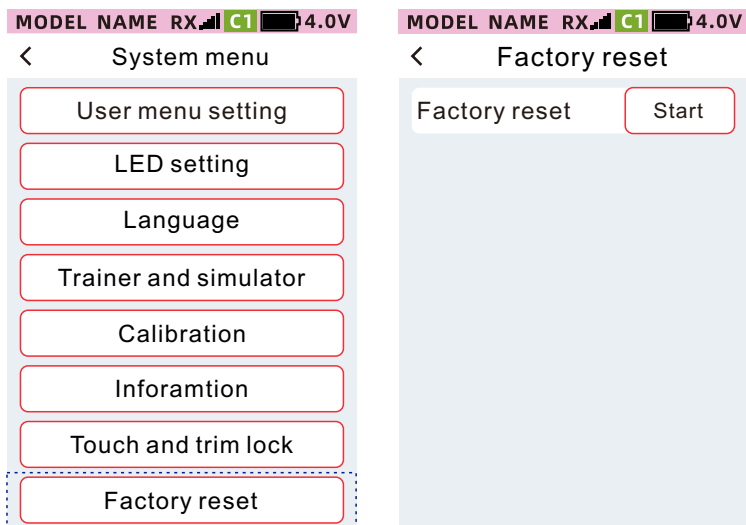 MODEL NAME RX C1 4.0V
System menu
User menu setting
LED setting
Language
Trainer and simulator
Calibration
Inforamtion
Touch and trim lock
Factory reset
MODEL NAME RX C1 4.0V
Factory reset
Factory reset Start